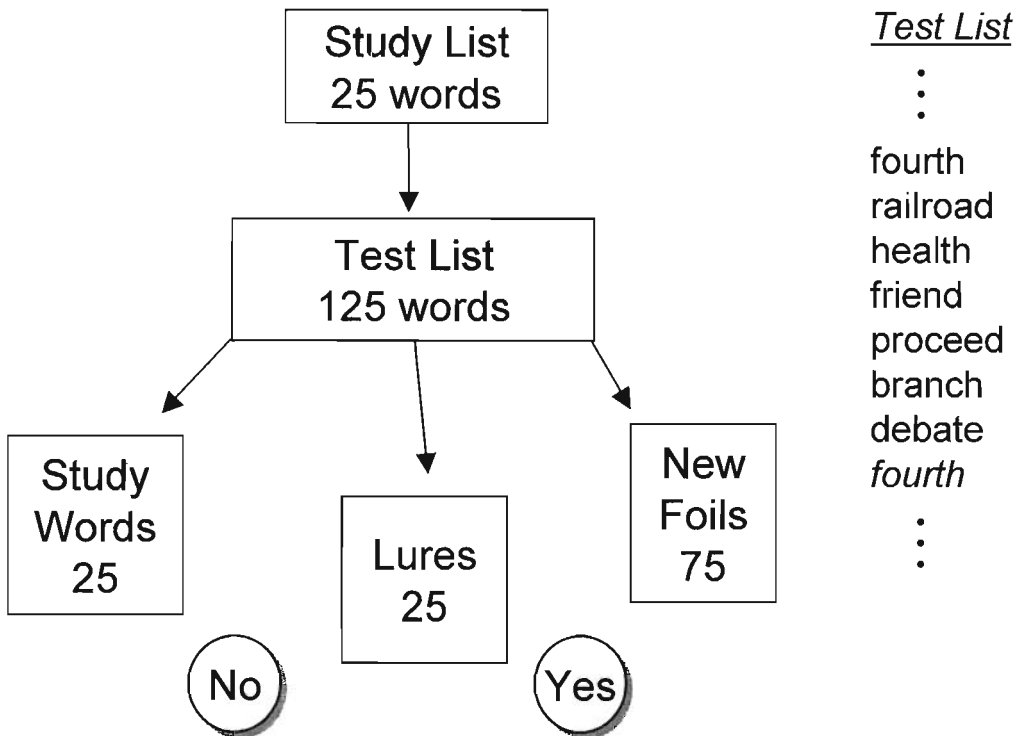 Study List
25 words
Test List
125 words
Study
Words
25
Lures
25
New
Foils
75
No
Yes
Test List
⋮
fourth
railroad
health
friend
proceed
branch
debate
fourth
⋮